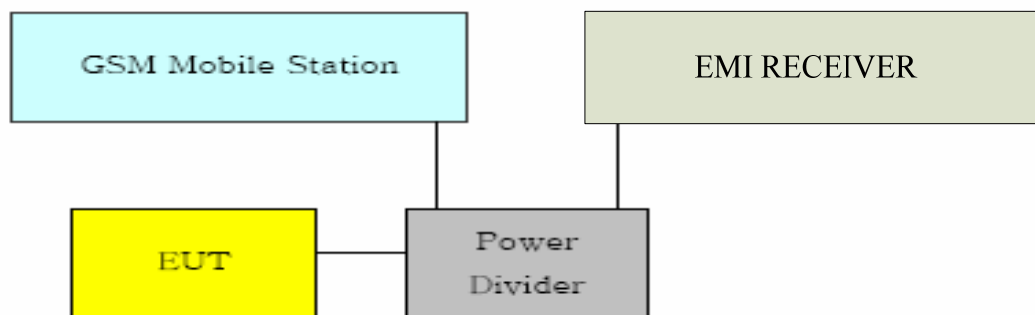 GSM Mobile Station
EMI RECEIVER
EUT
Power
Divider